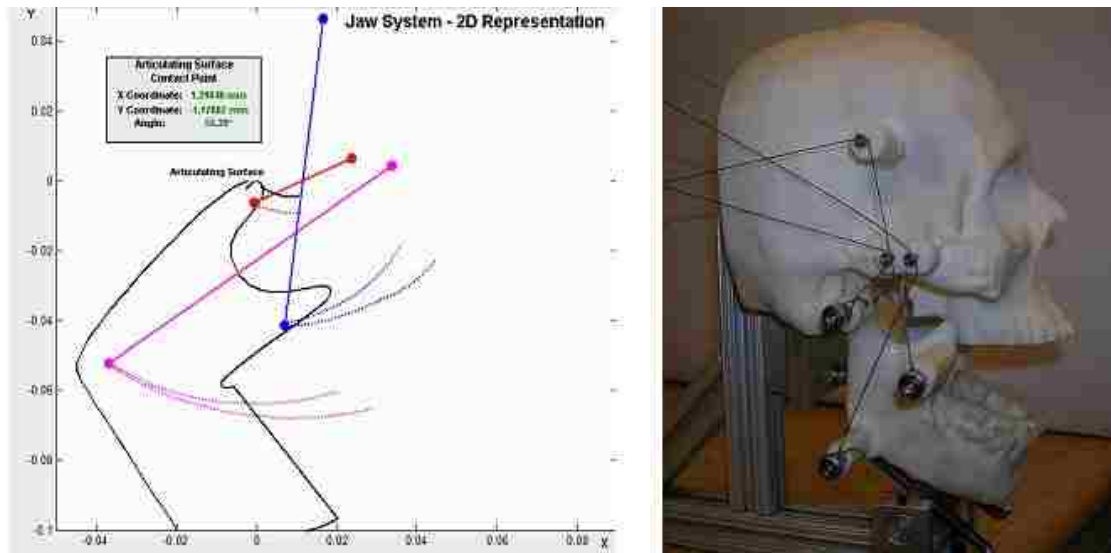 Y
Jaw System - 2D Representation
0.04
Articulating Surface
Contact Point
X Coordinate:
Y Coordinate:
Angle:
0.02
Articulating Surface
0
-0.02
-0.04
-0.06
-0.08
-0.1
-0.04 -0.02 0 0.02 0.04 0.06 0.08 X